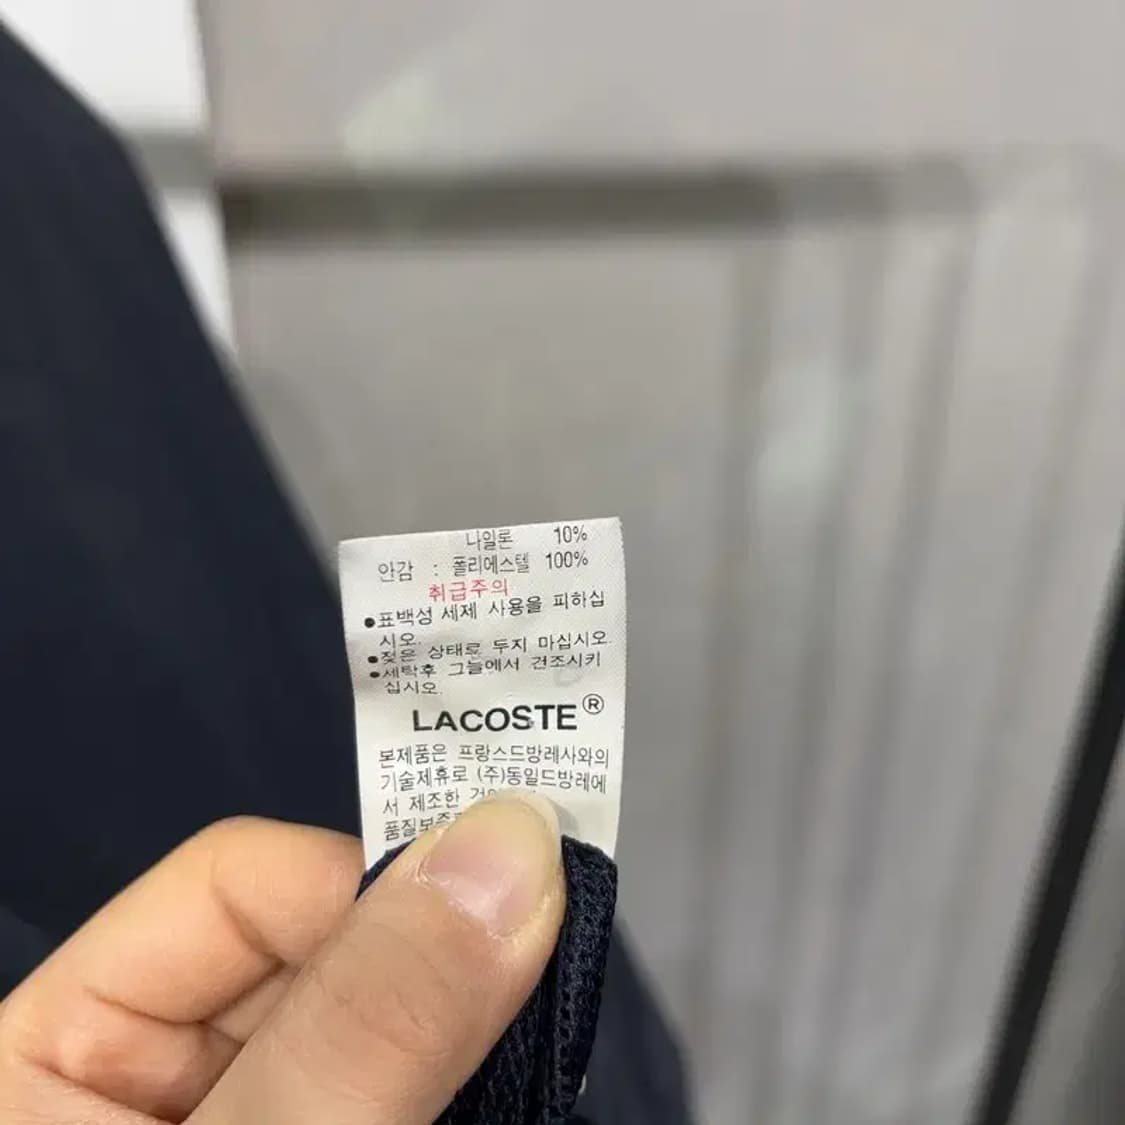 나일론 10%
안감 : 폴리에스텔 100%
취급주의
●표백성 세제 사용을 피하십
시오.
●젖은 상태로 두지 마십시오.
●세탁후 그늘에서 건조시키
십시오.
LACOSTE®
본제품은 프랑스드방레사와의
기술제휴로 (주)동일드방레에
서 제조한
품질보증